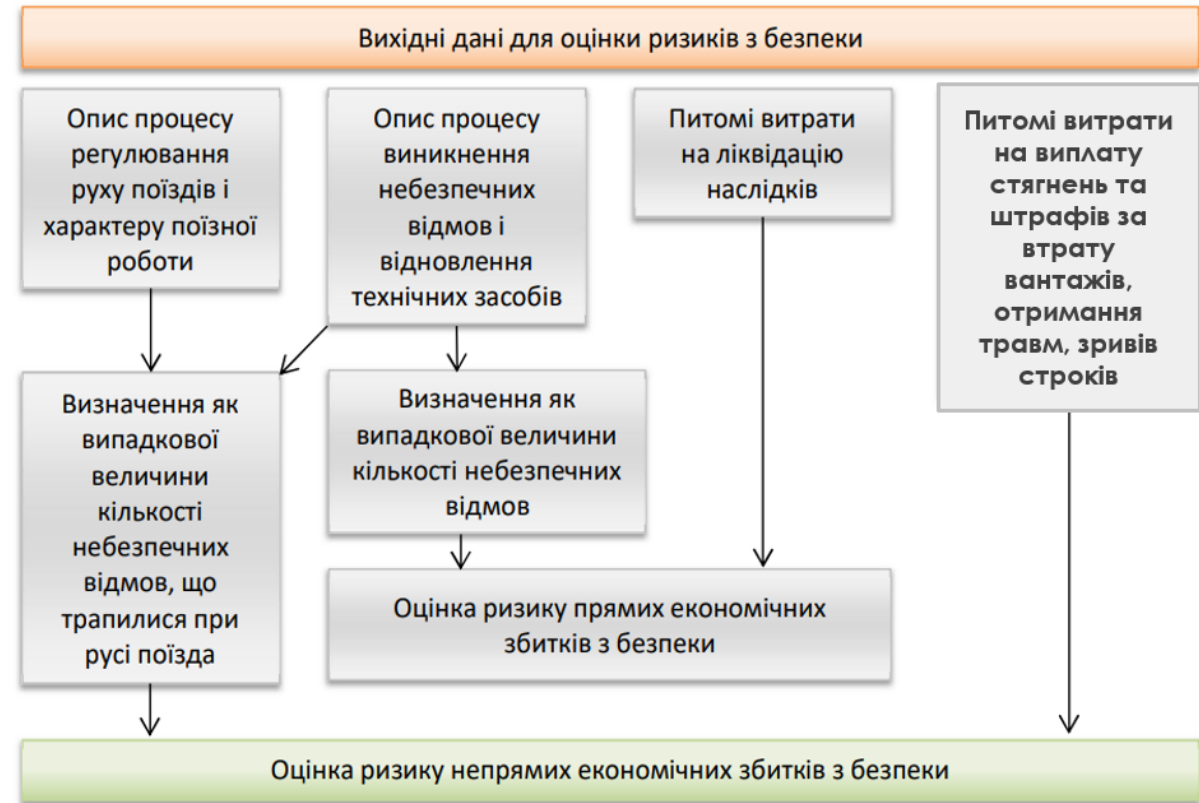 Вихідні дані для оцінки ризиків з безпеки
Опис процесу
регулювання
руху поїздів і
характеру поїзної
роботи
Опис процесу
виникнення
небезпечних
відмов і
відновлення
технічних засобів
Питомі витрати
на ліквідацію
наслідків
Питомі витрати
на виплату
стягнень та
штрафів за
втрату
вантажів,
отримання
травм, зривів
строків
Визначення як
випадкової
величини
кількості
небезпечних
відмов, що
трапилися при
русі поїзда
Визначення як
випадкової величини
кількості небезпечних
відмов
Оцінка ризику прямих економічних
збитків з безпеки
Оцінка ризику непрямих економічних збитків з безпеки